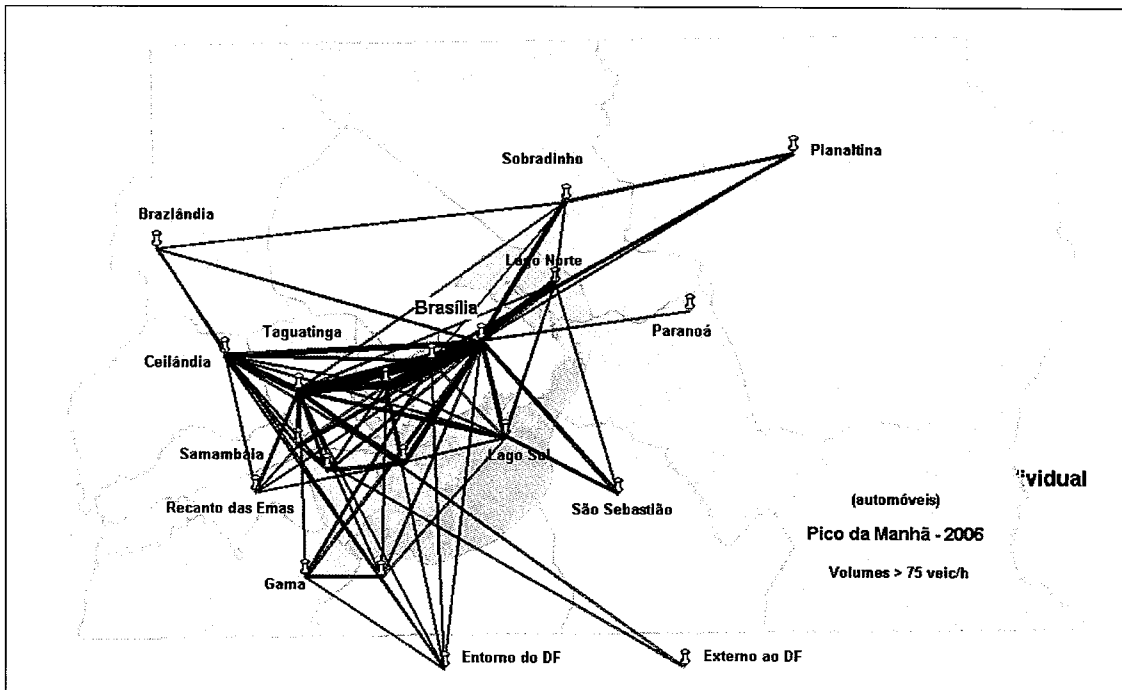 Planaltina
Sobradinho
Brazlândia
Lago Norte
Brasília
Taguatinga
Paranoá
Ceilândia
Samambaia
Lago Sul
Recanto das Emas
São Sebastião
ividual
(automóveis)
Pico da Manhã - 2006
Volumes > 75 veic/h
Gama
Entorno do DF
Externo ao DF